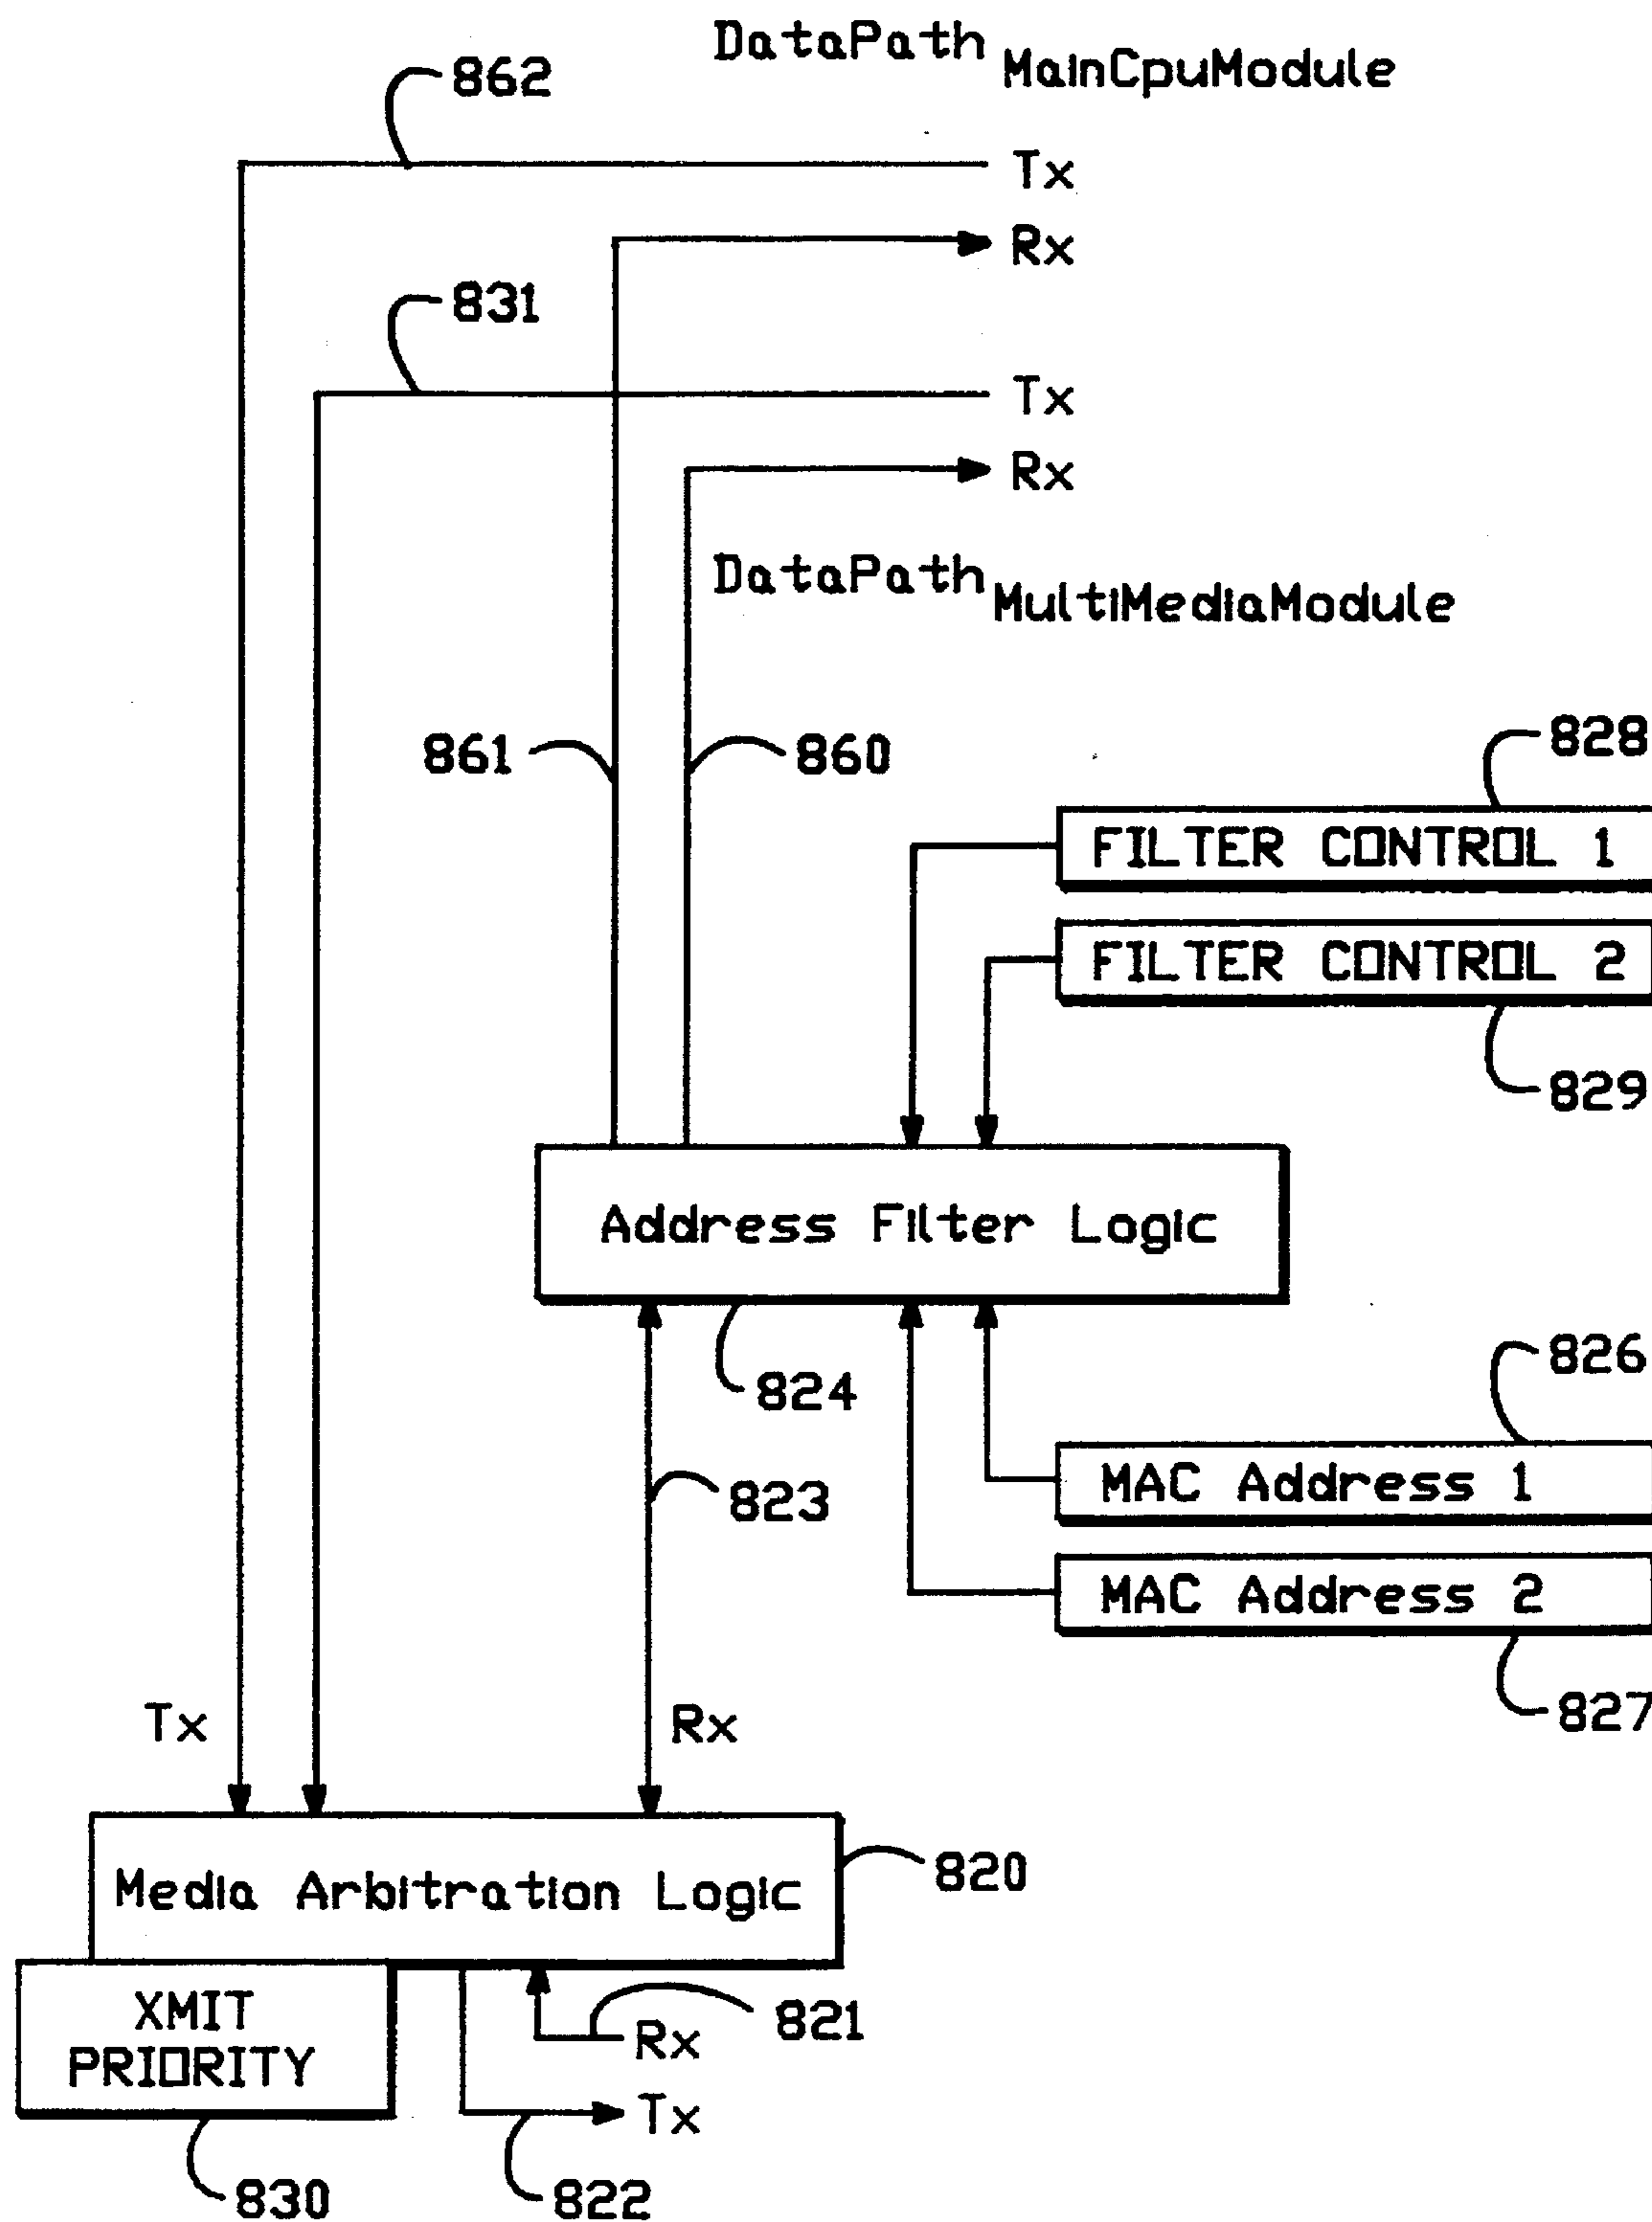 DataPath MainCpuModule
862
Tx
Rx
831
Tx
Rx
DataPath MultiMediaModule
861
860
828
FILTER CONTROL 1
FILTER CONTROL 2
829
Address Filter Logic
824
826
823
MAC Address 1
MAC Address 2
827
Tx
Rx
Media Arbitration Logic
820
XMIT
PRIORITY
821
Rx
Tx
830
822